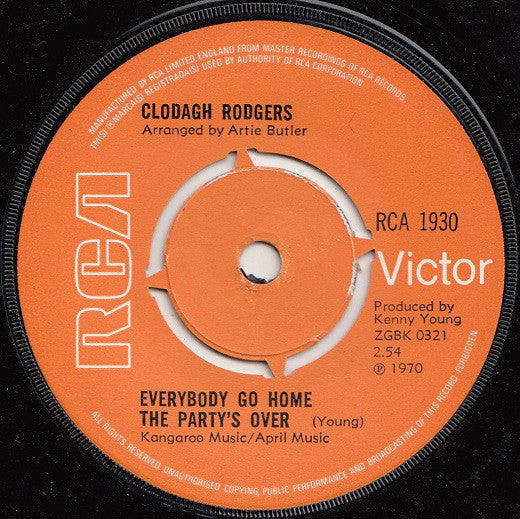 MANUFACTURED BY RCA LIMITED, ENGLAND FROM MASTER RECORDINGS OF RCA RECORDS.
TM(S) ® MARCA(S) REGISTRADA(S) USED BY AUTHORITY OF RCA CORPORATION
CLODAGH RODGERS
Arranged by Artie Butler
RCA
RCA 1930
Victor
Produced by
Kenny Young
ZGBK 0321
2.54
℗ 1970
EVERYBODY GO HOME
THE PARTY'S OVER (Young)
Kangaroo Music/April Music
ALL RIGHTS RESERVED. UNAUTHORISED COPYING, PUBLIC PERFORMANCE AND BROADCASTING OF THIS RECORD FORBIDDEN